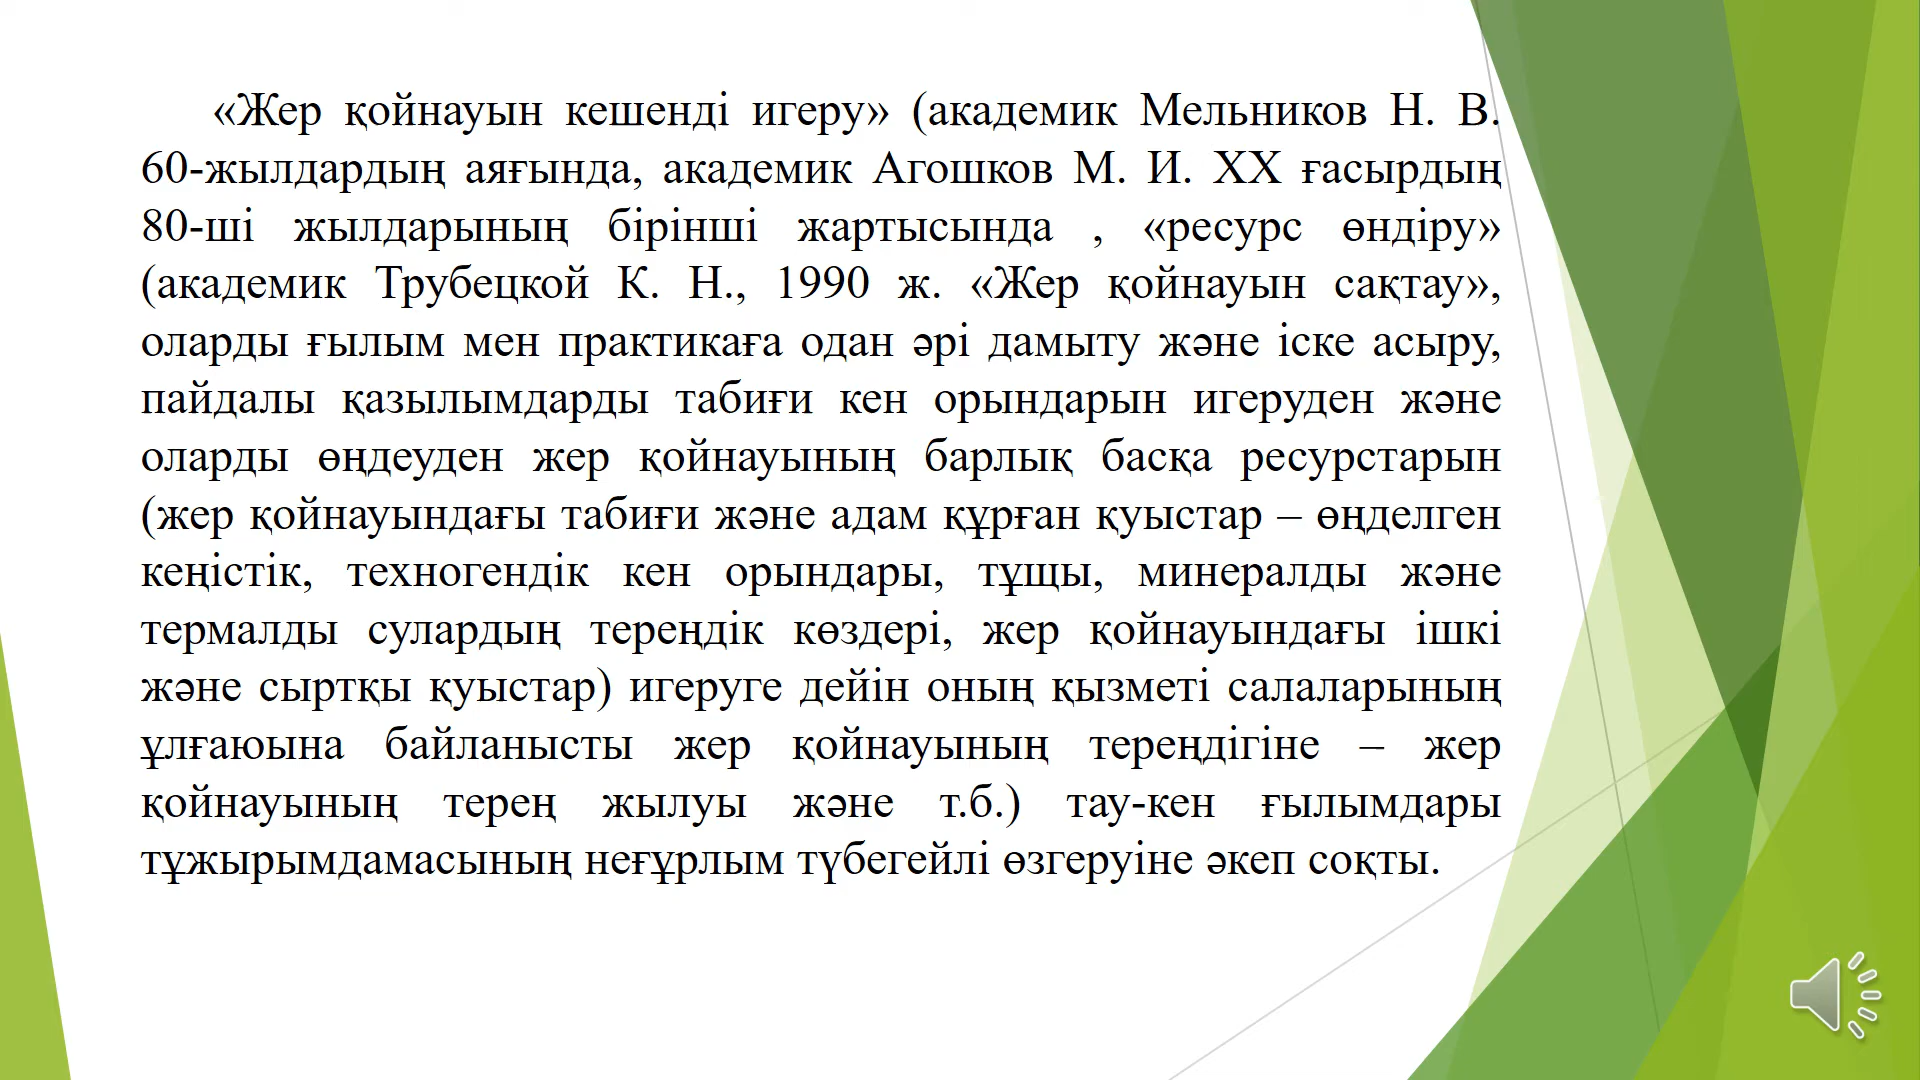 «Жер қойнауын кешенді игеру» (академик Мельников Н. В.
60-жылдардың аяғында, академик Агошков М. И. XX ғасырдың
80-ші жылдарының бірінші жартысында , «ресурс өндіру»
(академик Трубецкой К. Н., 1990 ж. «Жер қойнауын сақтау»,
оларды ғылым мен практикаға одан әрі дамыту және іске асыру,
пайдалы қазылымдарды табиғи кен орындарын игеруден және
оларды өңдеуден жер қойнауының барлық басқа ресурстарын
(жер қойнауындағы табиғи және адам құрған қуыстар – өңделген
кеңістік, техногендік кен орындары, тұщы, минералды және
термалды сулардың тереңдік көздері, жер қойнауындағы ішкі
және сыртқы қуыстар) игеруге дейін оның қызметі салаларының
ұлғаюына байланысты жер қойнауының тереңдігіне – жер
қойнауының терең жылуы және т.б.) тау-кен ғылымдары
тұжырымдамасының неғұрлым түбегейлі өзгеруіне әкеп соқты.